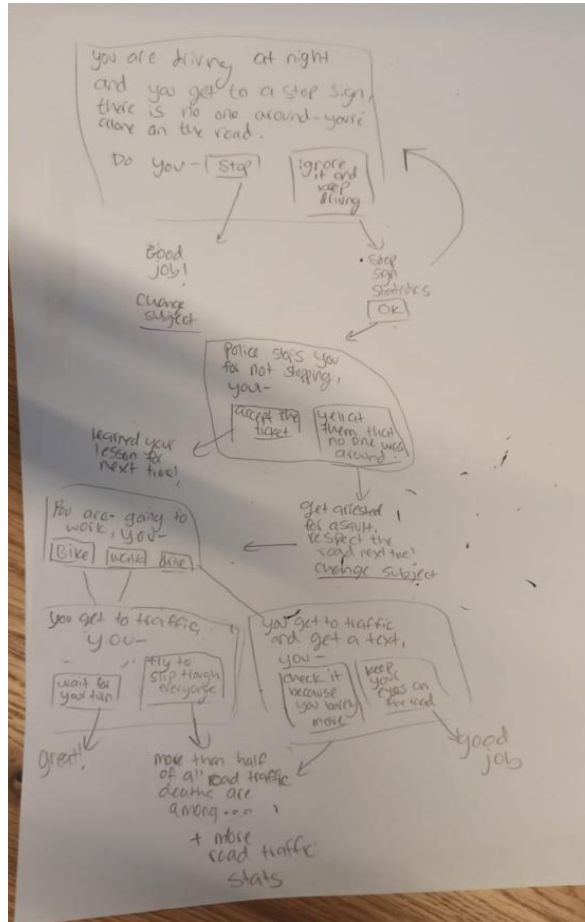 you are driving at night
and you get to a stop sign,
there is no one around-you're
alone on the road.
Do you- Stop
ignore
it and
keep
driving
Good
job!
change
subject
Stop
sign
statistics
OK
Police stops you
for not stopping,
you-
accept the
ticket
yell at
them that
no one was
around.
learned your
lesson for
next time!
get arrested
for asault.
respect the
road next time!
change subject
You are- going to
work, you-
Bike
drive
you get to traffic,
you-
wait for
your turn
try to
slip trough
everyone
you get to traffic
and get a text,
you-
check it
because
you barely
move
keep
your
eyes on
the road
great!
good
job
more than half
of all road traffic
deaths are
among....
+ more
road traffic
stats